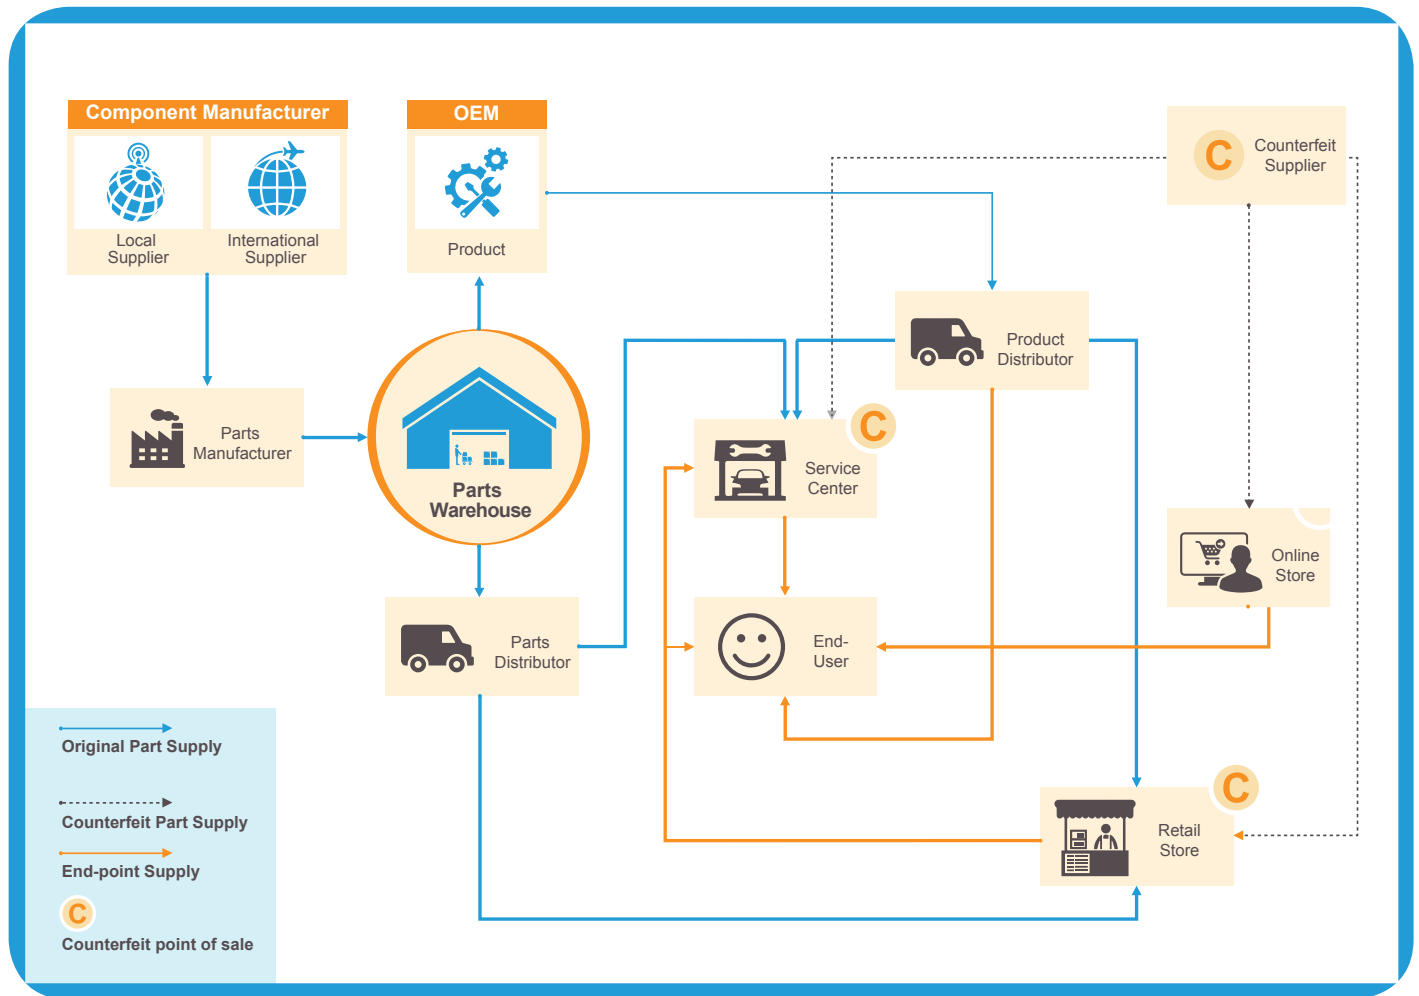 Component Manufacturer
Local
Supplier
International
Supplier
OEM
Product
C
Counterfeit
Supplier
Product
Distributor
Parts
Manufacturer
Parts
Warehouse
C
Service
Center
Online
Store
Parts
Distributor
End-
User
C
Retail
Store
Original Part Supply
Counterfeit Part Supply
End-point Supply
C
Counterfeit point of sale